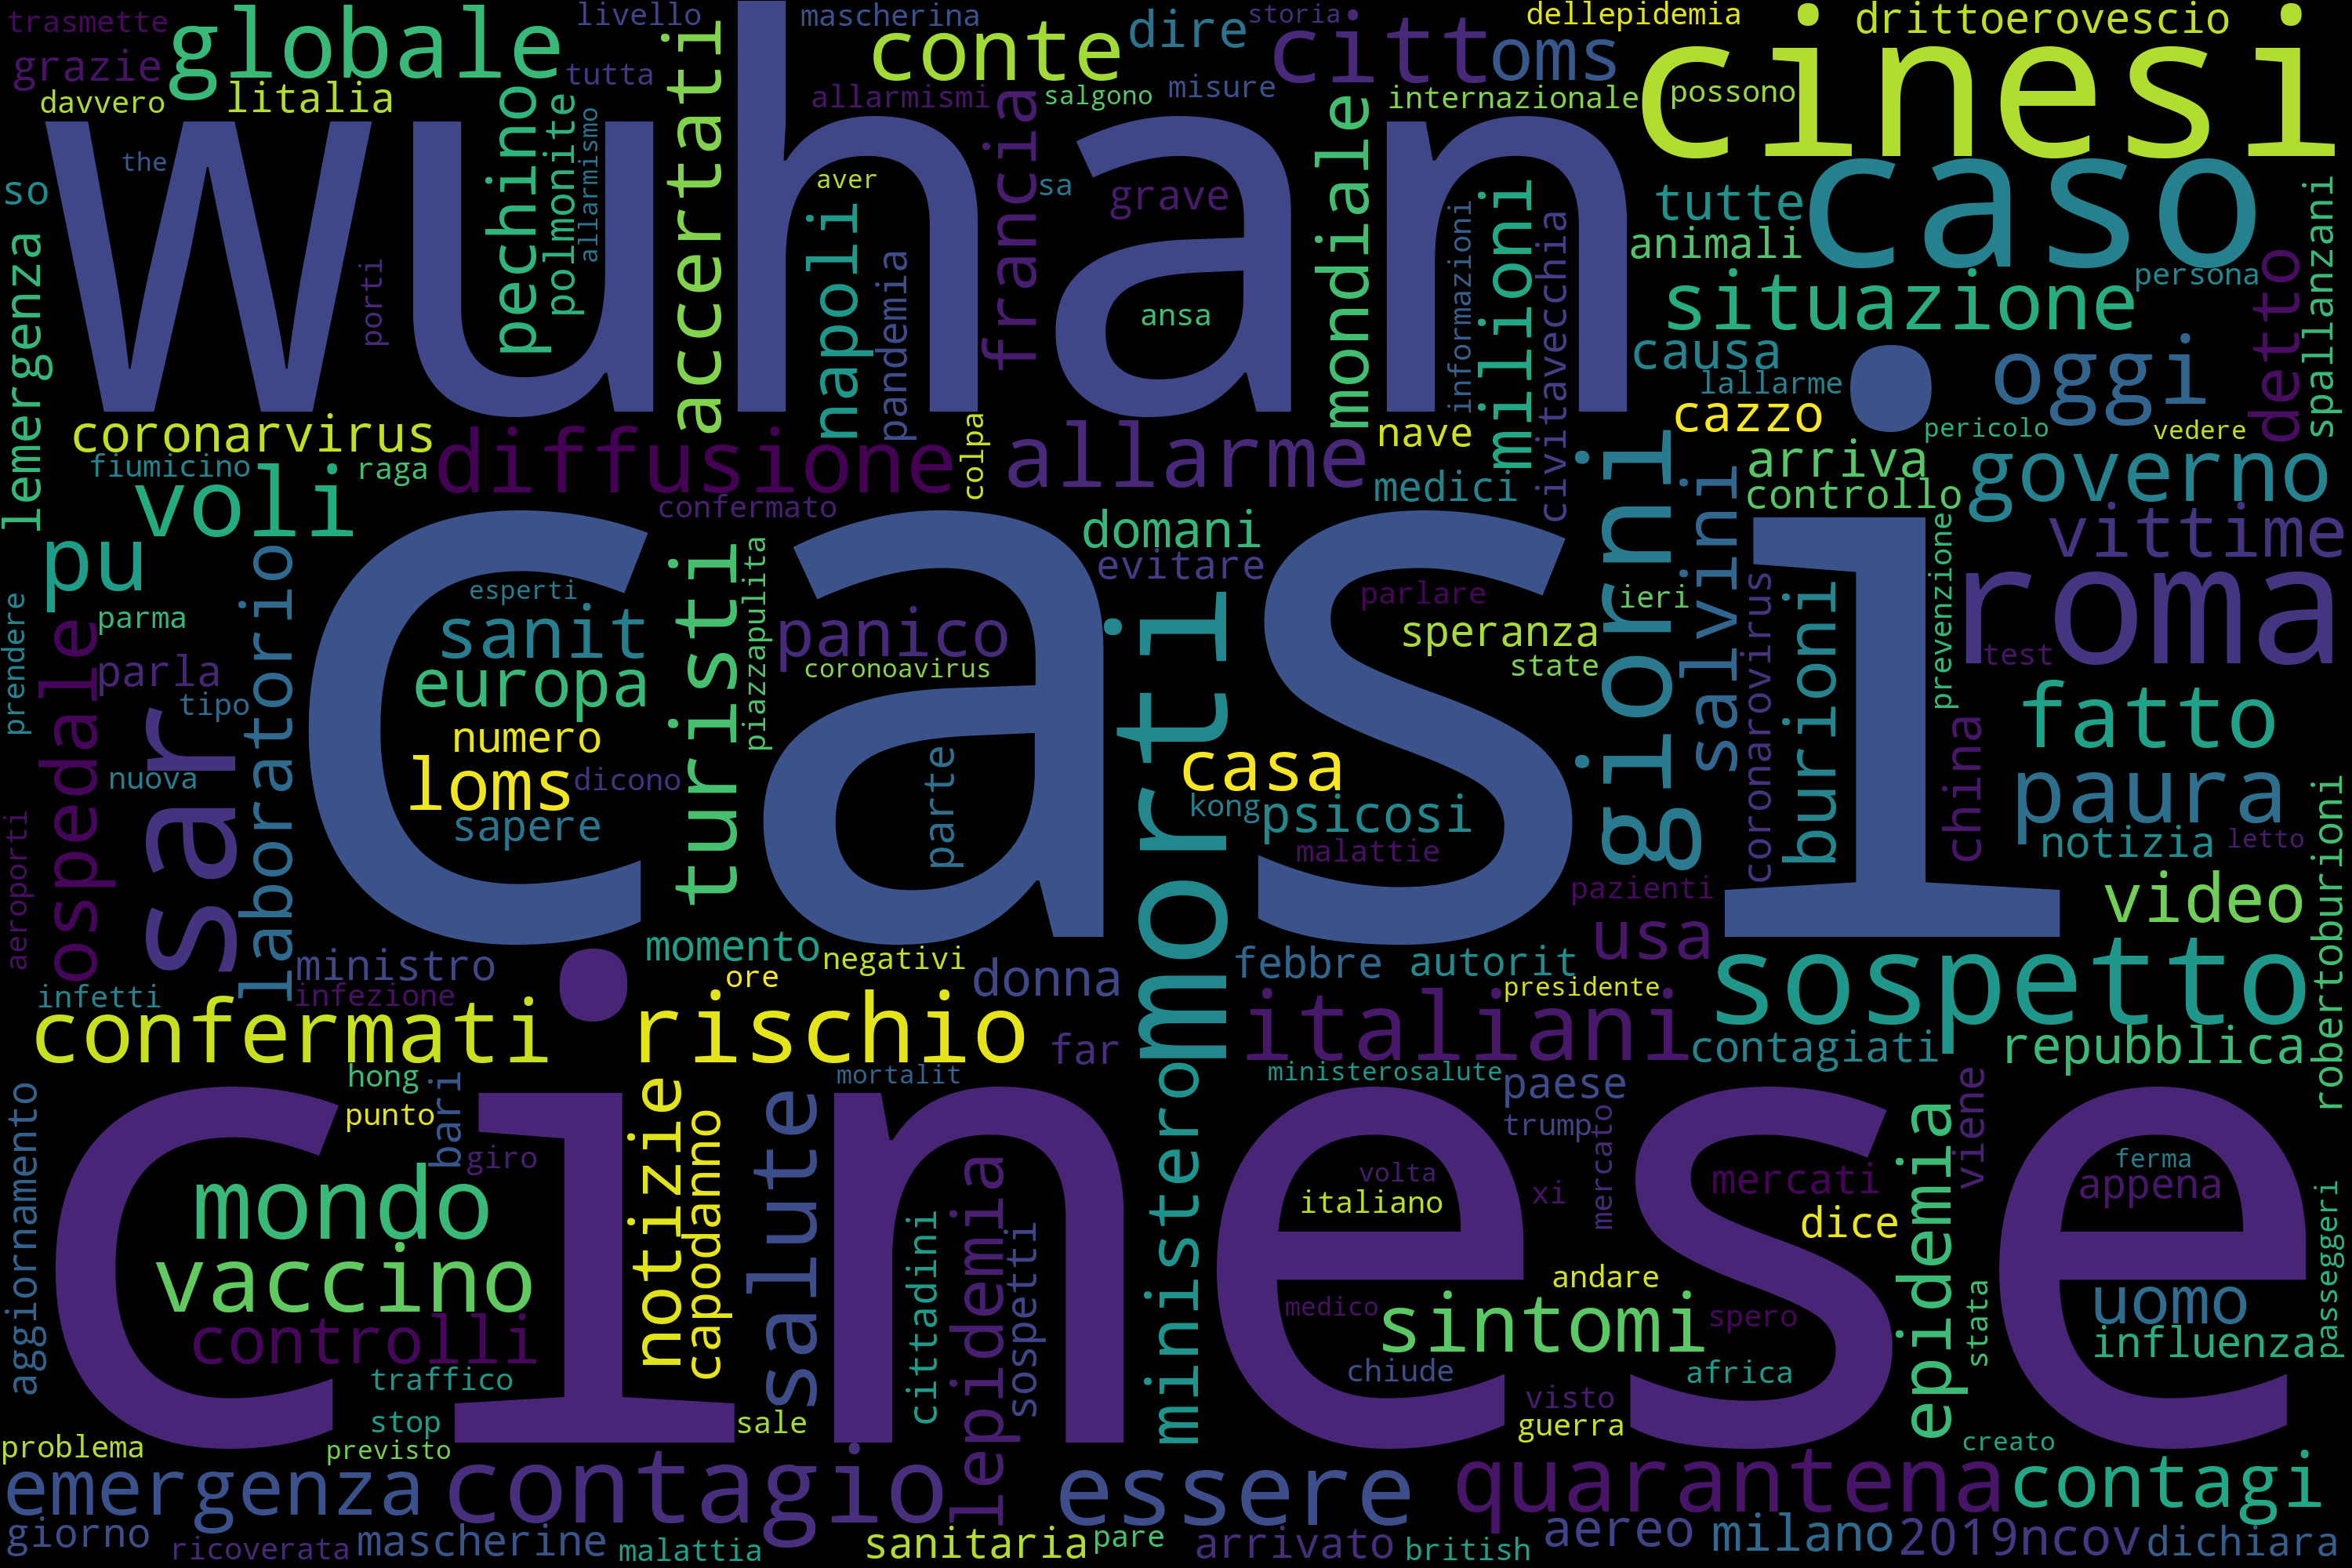 trasmette
livello
mascherina
storia
dellepidemia
drittoerovescio
grazie
globale
tutta
conte
dire
citt
oms
cinesi
davvero
litalia
allarmismi
salgono
misure
internazionale
possono
wuhan
the
pechino
polmonite
allarmismo
accertati
aver
francia
sa
grave
mondiale
milioni
informazioni
civitavecchia
tutte
caso
spallanzani
so
lemergenza
porti
napoli
pandemia
ansa
animali
persona
situazione
causa
lallarme
oggi
detto
coronarvirus
fiumicino
raga
diffusione
colpa
allarme
nave
cazzo
pericolo
vedere
medici
arriva
controllo
governo
voli
confermato
domani
evitare
giorni
salvini
vittime
pu
casi
roma
laboratorio
esperti
sanit
europa
turisti
piazzapulita
panico
coronoavirus
morti
parlare
speranza
state
ieri
coronarovirus
burioni
prevenzione
test
prendere
parma
ospedale
parla
tipo
sar
nuova
numero
loms
dicono
sapere
parte
casa
kong
psicosi
malattie
china
fatto
paura
notizia
letto
robertoburioni
aeroporti
pazienti
usa
video
ministro
momento
negativi
ore
donna
febbre
autorit
presidente
sospetto
infetti
infezione
confermati
rischio
far
italiani
contagiati
repubblica
hong
punto
bari
mortalit
ministerosalute
paese
trump
mercato
viene
cinese
giro
notizie
capodanno
salute
lepidemia
ministero
volta
italiano
xi
mercati
dice
epidemia
ferma
appena
aggiornamento
mondo
vaccino
controlli
cittadini
sospetti
andare
medico
sintomi
spero
stata
uomo
influenza
passeggeri
traffico
chiude
africa
stop
sale
visto
guerra
problema
previsto
creato
emergenza
contagio
essere
quarantena
contagi
giorno
ricoverata
mascherine
malattia
sanitaria
pare
arrivato
british
aereo
milano
2019ncov
dichiara